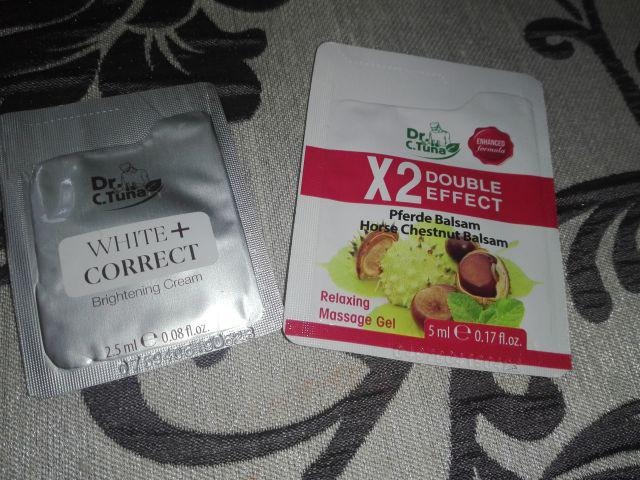 Dr.
C.Tuna
WHITE+
CORRECT
Brightening Cream
2.5 ml e 0.08 fl.oz.
Dr.
C.Tuna
ENHANCED
formula
X2 DOUBLE
EFFECT
Pferde Balsam
Horse Chestnut Balsam
Relaxing
Massage Gel
5 ml e 0.17 fl.oz.